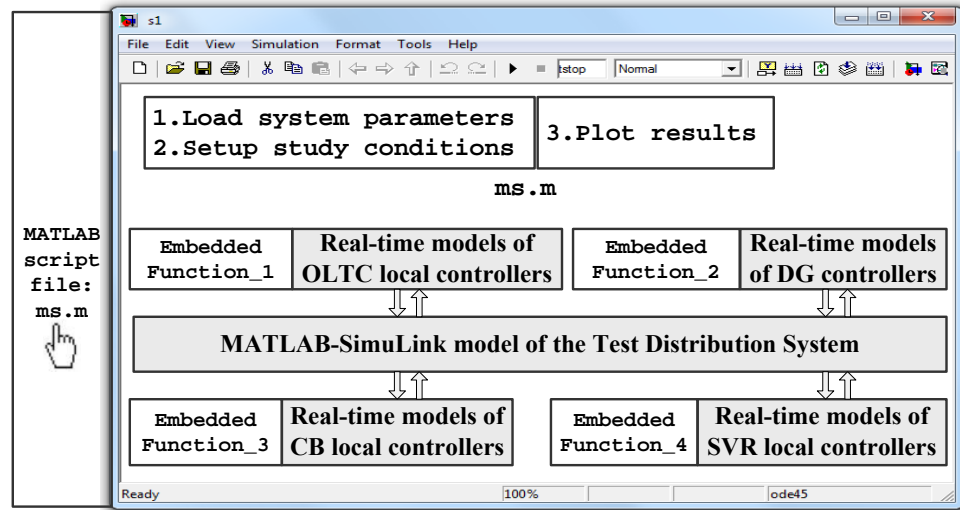 s1
File Edit View Simulation Format Tools Help
tstop Normal
1.Load system parameters
2.Setup study conditions
3.Plot results
ms.m
MATLAB
script
file:
ms.m
Embedded
Function_1
Real-time models of
OLTC local controllers
Embedded
Function_2
Real-time models
of DG controllers
MATLAB-SimuLink model of the Test Distribution System
Embedded
Function_3
Real-time models of
CB local controllers
Embedded
Function_4
Real-time models of
SVR local controllers
Ready 100% ode45